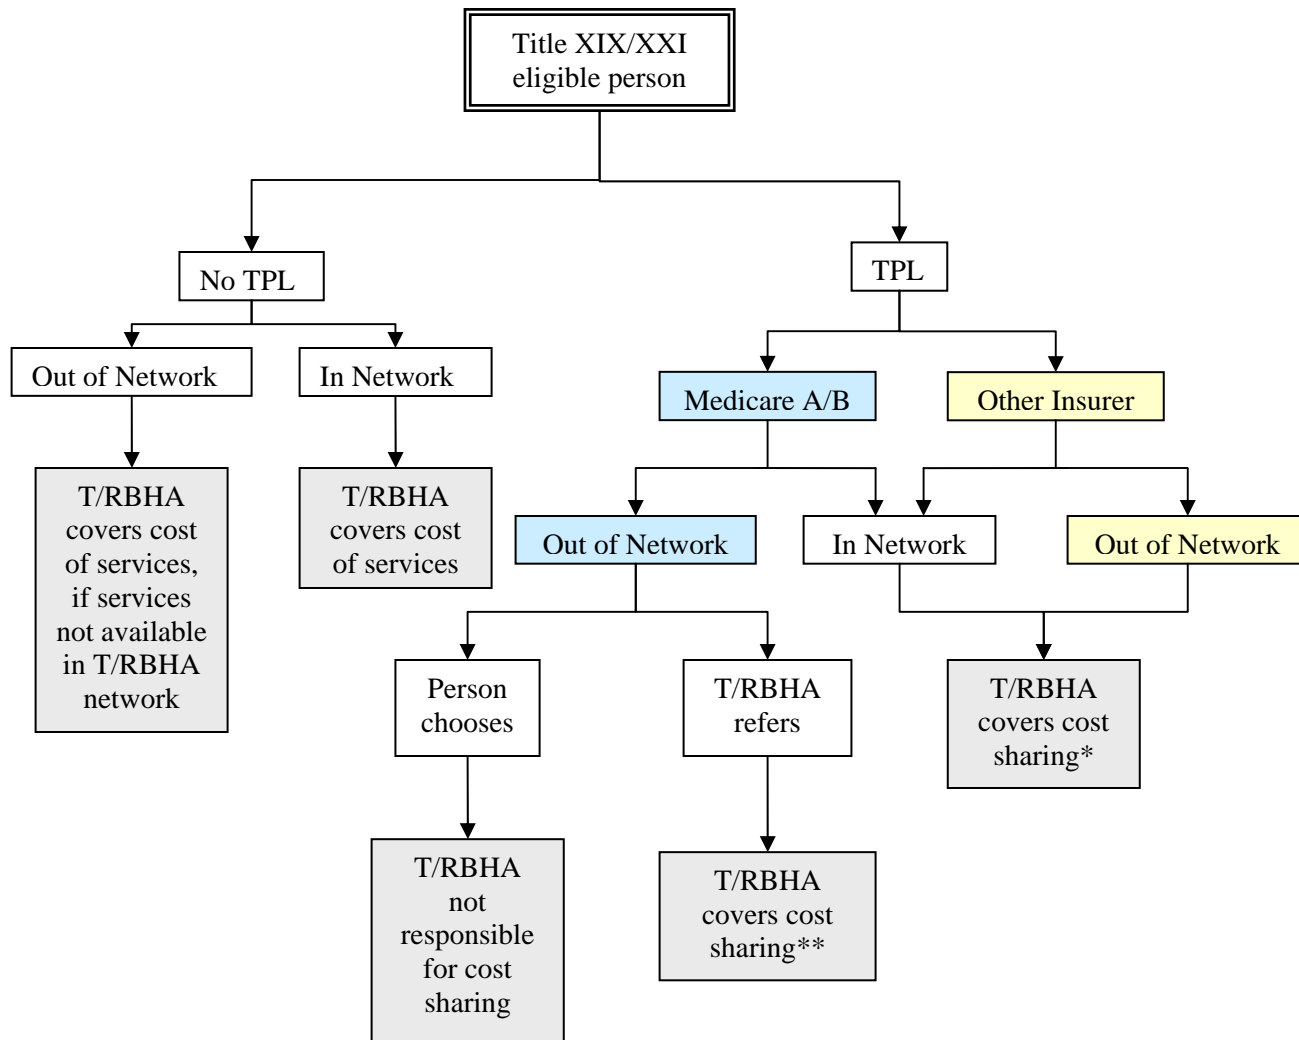 Title XIX/XXI
eligible person
No TPL
TPL
Out of Network
In Network
Medicare A/B
Other Insurer
T/RBHA
covers cost
of services,
if services
not available
in T/RBHA
network
T/RBHA
covers cost
of services
Out of Network
In Network
Out of Network
Person
chooses
T/RBHA
refers
T/RBHA
covers cost
sharing*
T/RBHA
not
responsible
for cost
sharing
T/RBHA
covers cost
sharing**